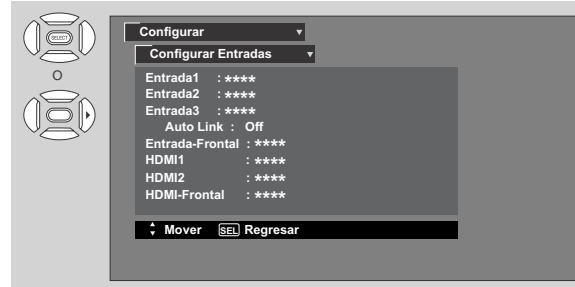 SELECT
O
Configurar
Configurar Entradas
Entrada1 : ****
Entrada2 : ****
Entrada3 : ****
Auto Link : Off
Entrada-Frontal : ****
HDMI1 : ****
HDMI2 : ****
HDMI-Frontal : ****
Mover SEL Regresar